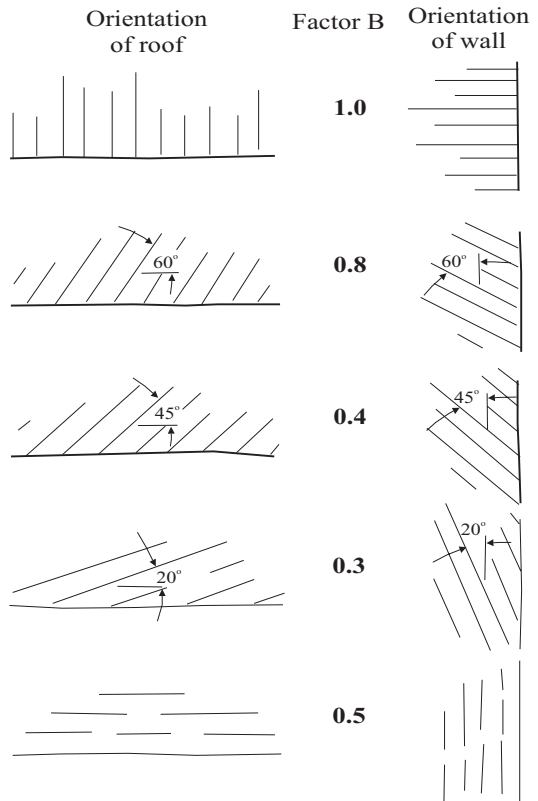 Orientation
of roof
Factor B
Orientation
of wall
1.0
60°
0.8
60°
45°
0.4
45°
20°
0.3
20°
0.5